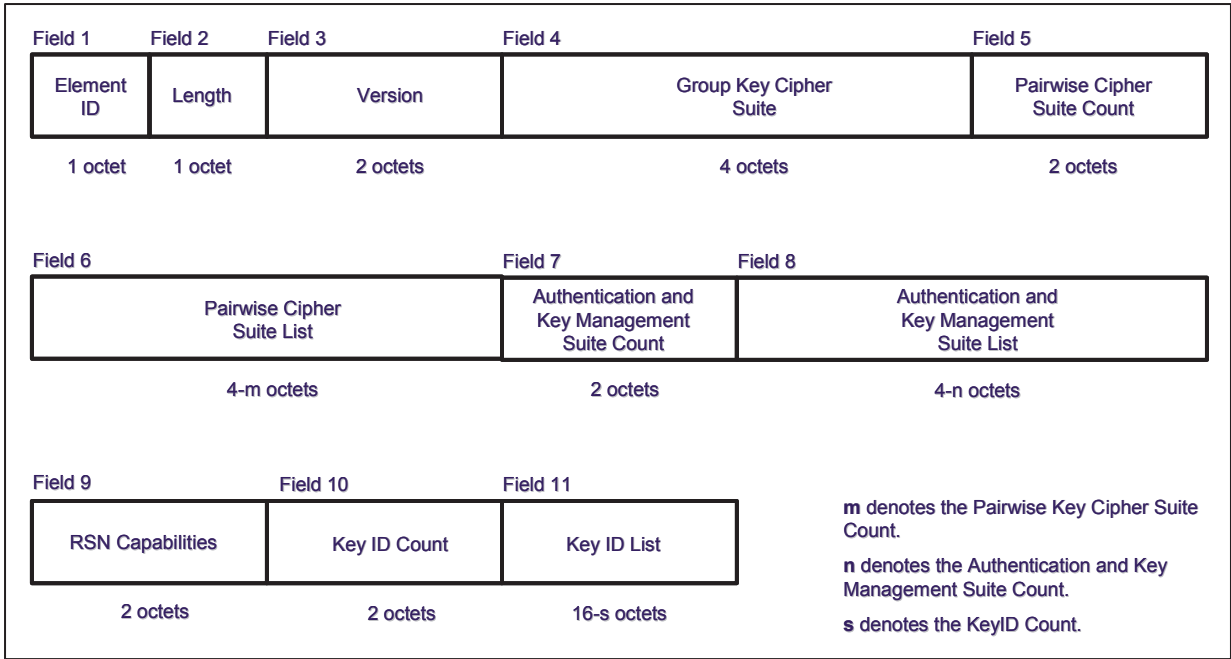 Field 1 Field 2 Field 3 Field 4 Field 5
Element
ID
Length
Version
Group Key Cipher
Suite
Pairwise Cipher
Suite Count
1 octet 1 octet 2 octets 4 octets 2 octets
Field 6 Field 7 Field 8
Pairwise Cipher
Suite List
Authentication and
Key Management
Suite Count
Authentication and
Key Management
Suite List
4-m octets 2 octets 4-n octets
Field 9 Field 10 Field 11
RSN Capabilities
Key ID Count
Key ID List
2 octets 2 octets 16-s octets
m denotes the Pairwise Key Cipher Suite
Count.
n denotes the Authentication and Key
Management Suite Count.
s denotes the KeyID Count.